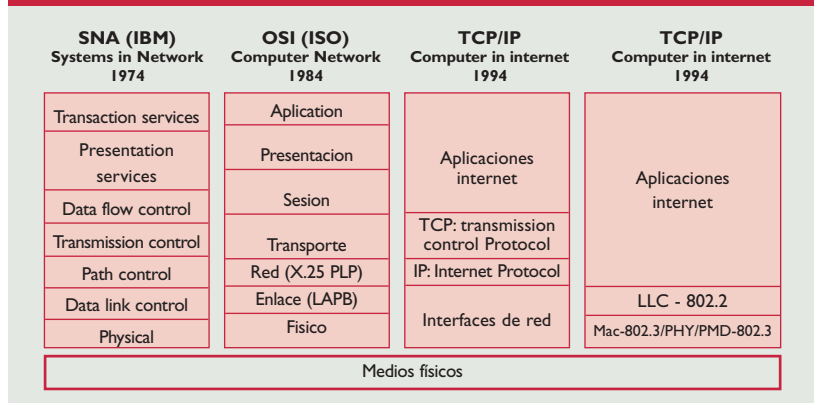 SNA (IBM)
Systems in Network
1974
Transaction services
Presentation
services
Data flow control
Transmission control
Path control
Data link control
Physical
OSI (ISO)
Computer Network
1984
Aplication
Presentacion
Sesion
Transporte
Red (X.25 PLP)
Enlace (LAPB)
Fisico
TCP/IP
Computer in internet
1994
Aplicaciones
internet
TCP: transmission
control Protocol
IP: Internet Protocol
Interfaces de red
TCP/IP
Computer in internet
1994
Aplicaciones
internet
LLC - 802.2
Mac-802.3/PHY/PMD-802.3
Medios físicos